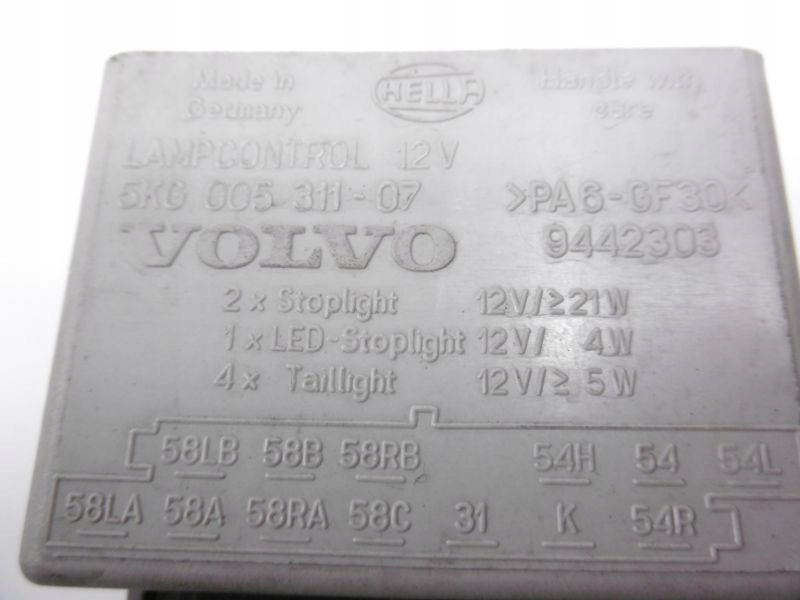 Made in Germany HELLA Handle with care
LAMPCONTROL 12V
5KG 005 311-07 >PA6-GF30<
VOLVO 9442303
2 x Stoplight 12V/≥21W
1 x LED-Stoplight 12V/ 4W
4 x Taillight 12V/≥ 5W
58LB 58B 58RB 54H 54 54L
58LA 58A 58RA 58C 31 K 54R